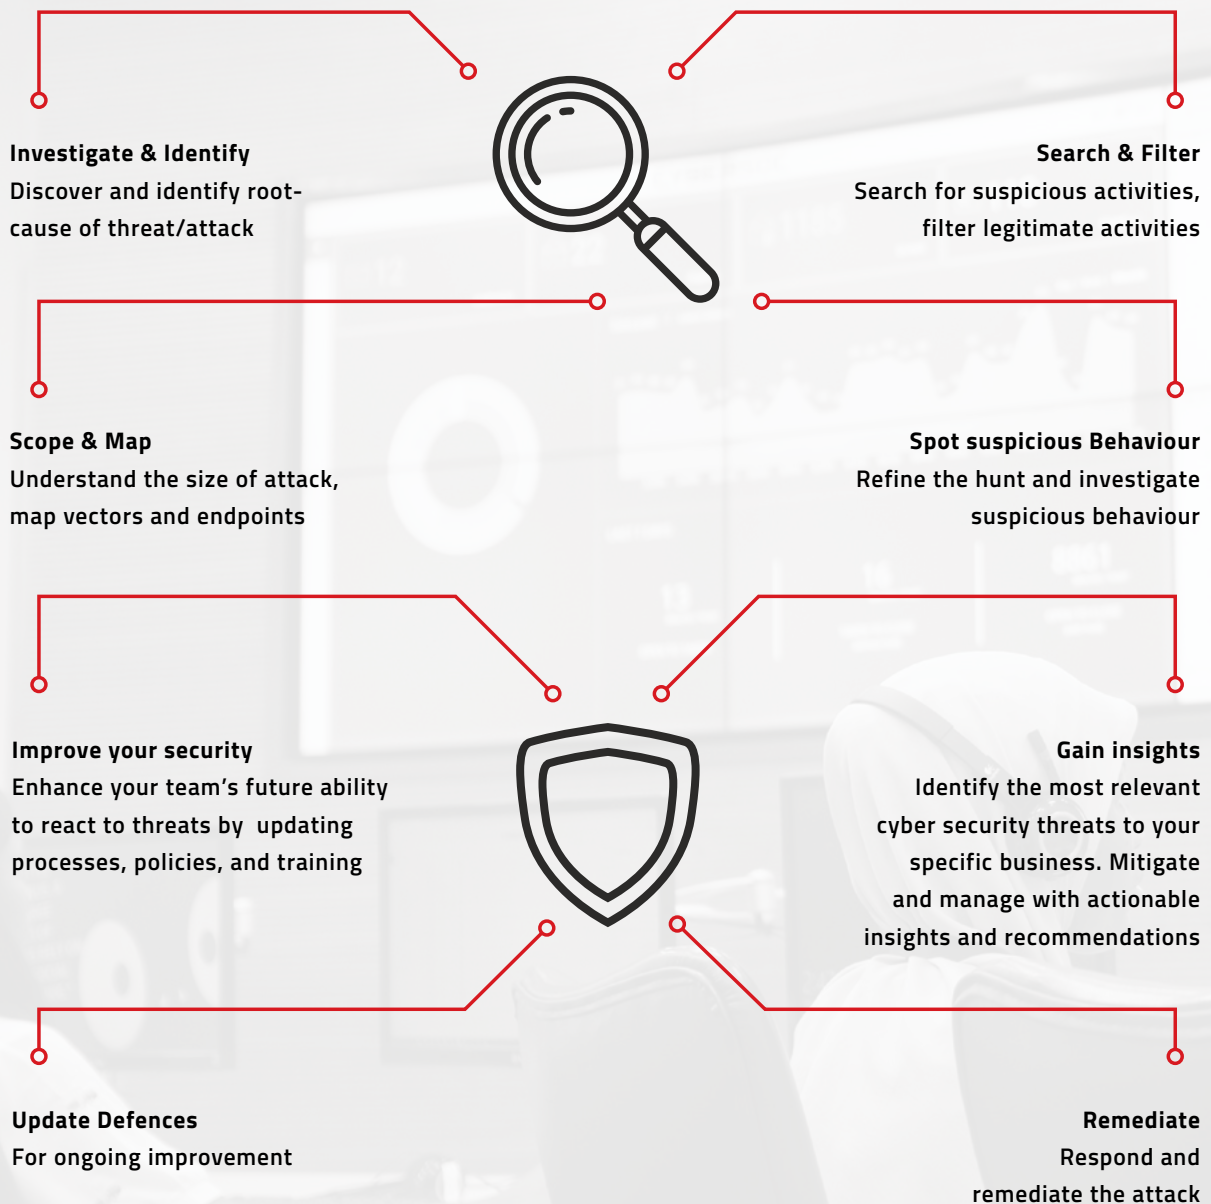 Investigate & Identify
Discover and identify root-
cause of threat/attack
Search & Filter
Search for suspicious activities,
filter legitimate activities
Scope & Map
Understand the size of attack,
map vectors and endpoints
Spot suspicious Behaviour
Refine the hunt and investigate
suspicious behaviour
Improve your security
Enhance your team’s future ability
to react to threats by  updating
processes, policies, and training
Gain insights
Identify the most relevant
cyber security threats to your
specific business. Mitigate
and manage with actionable
insights and recommendations
Update Defences
For ongoing improvement
Remediate
Respond and
remediate the attack